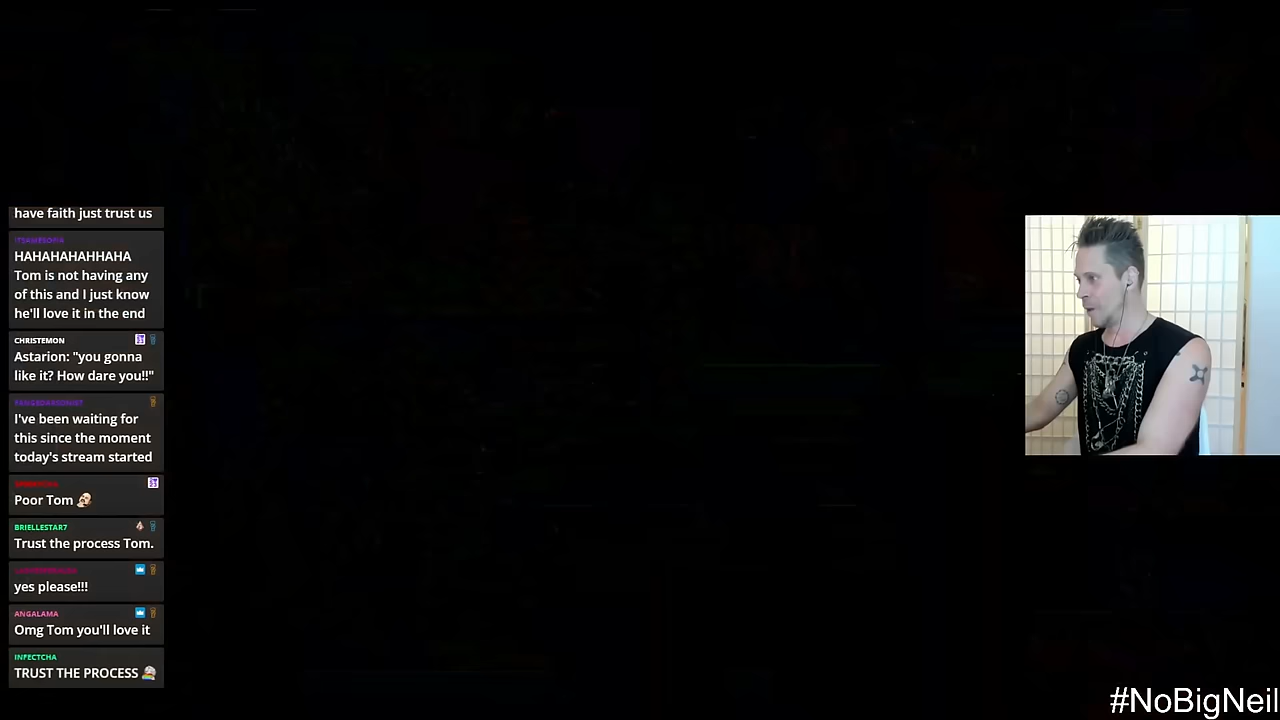 have faith just trust us
HAHAHAHAHHAHA
Tom is not having any
of this and I just know
he'll love it in the end
CHRISTEMON
Astarion: "you gonna
like it? How dare you!!"
I've been waiting for
this since the moment
today's stream started
Poor Tom
BRIELLESTAR7
Trust the process Tom.
yes please!!!
ANGALAMA
Omg Tom you'll love it
INFECTCHA
TRUST THE PROCESS
#NoBigNeil